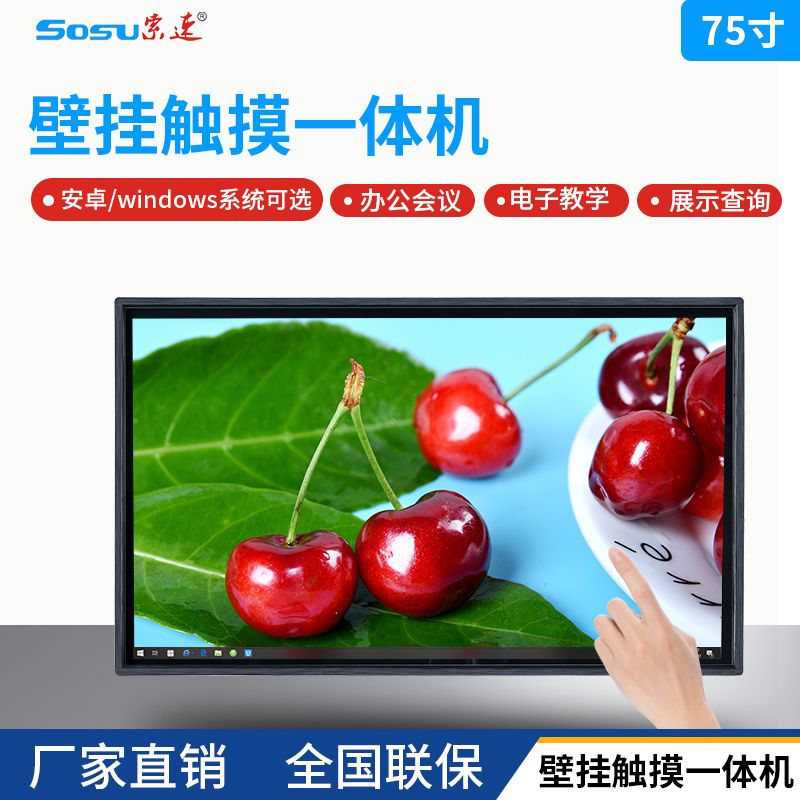 Sosu索速®
75寸
壁挂触摸一体机
•安卓/windows系统可选
•办公会议
•电子教学
•展示查询
厂家直销 全国联保
壁挂触摸一体机